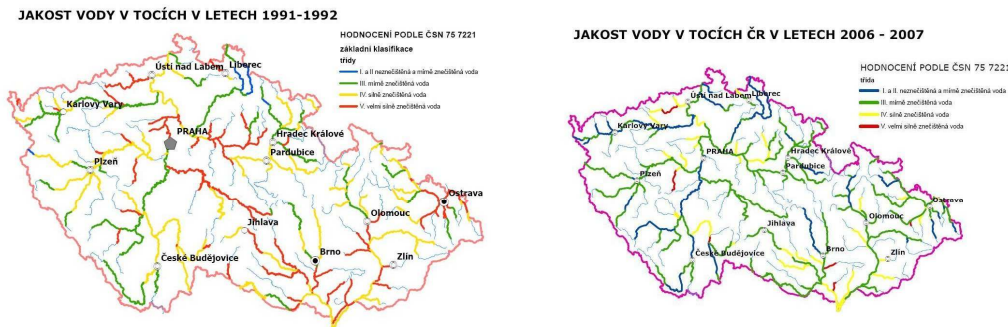 JAKOST VODY V TOCÍCH V LETECH 1991-1992
HODNOCENÍ PODLE ČSN 75 7221
základní klasifikace
třídy
I. a II neznečištěná a mírně znečištěná voda
III. mírně znečištěná voda
IV. silně znečištěná voda
V. velmi silně znečištěná voda
Ústí nad Labem
Liberec
Karlovy Vary
PRAHA
Hradec Králové
Pardubice
Plzeň
Ostrava
Olomouc
Jihlava
Brno
Zlín
České Budějovice
JAKOST VODY V TOCÍCH ČR V LETECH 2006 - 2007
HODNOCENÍ PODLE ČSN 75 7221
třída
I. a II. neznečištěná a mírně znečištěná voda
III. mírně znečištěná voda
IV. silně znečištěná voda
V. velmi silně znečištěná voda
Ústí nad Labem
Liberec
Karlovy Vary
PRAHA
Hradec Králové
Pardubice
Plzeň
Ostrava
Olomouc
Jihlava
Brno
Zlín
České Budějovice